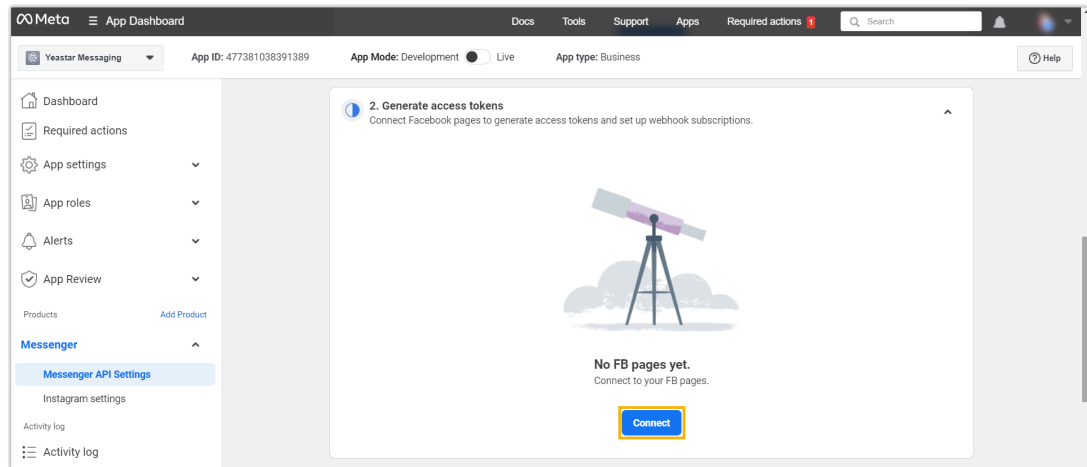 Meta App Dashboard Docs Tools Support Apps Required actions 1 Search
Yeastar Messaging App ID: 477381038391389 App Mode: Development Live App type: Business Help
Dashboard
Required actions
App settings
App roles
Alerts
App Review
Products Add Product
Messenger
Messenger API Settings
Instagram settings
Activity log
Activity log
2. Generate access tokens
Connect Facebook pages to generate access tokens and set up webhook subscriptions.
No FB pages yet.
Connect to your FB pages.
Connect